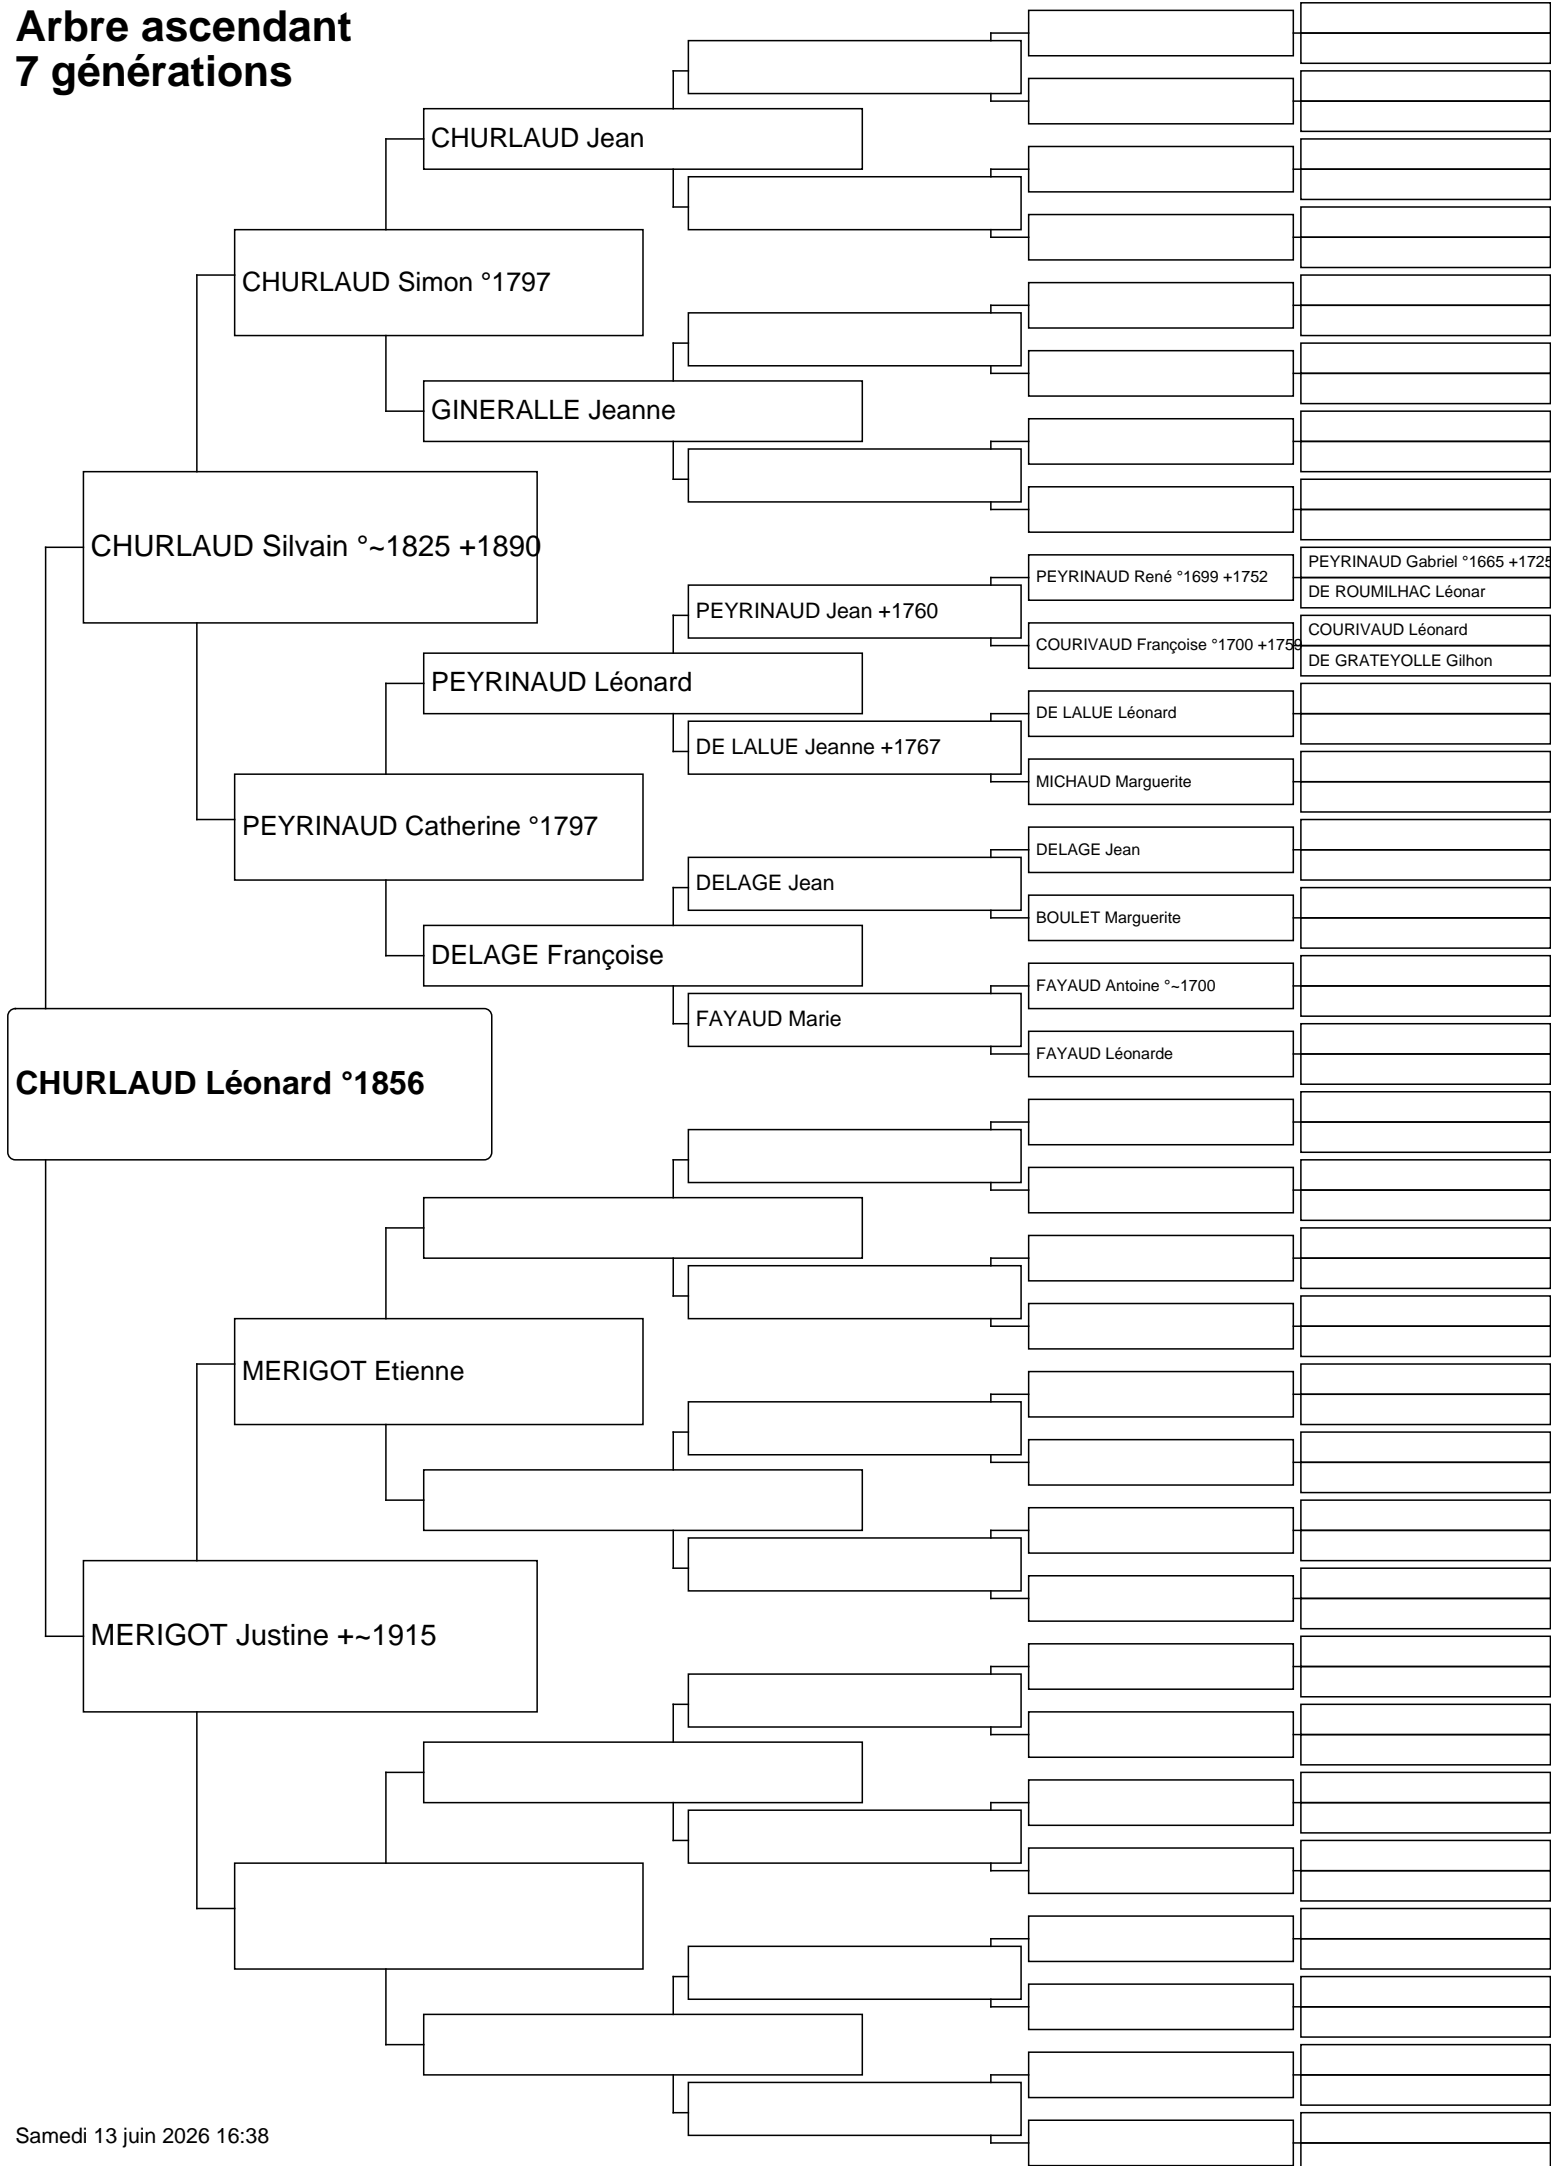 Arbre ascendant
7 générations
CHURLAUD Jean
CHURLAUD Simon °1797
GINERALLE Jeanne
CHURLAUD Silvain °~1825 +1890
PEYRINAUD Gabriel °1665 +1725
PEYRINAUD René °1699 +1752
DE ROUMILHAC Léonar
PEYRINAUD Jean +1760
COURIVAUD Léonard
COURIVAUD Françoise °1700 +1759
DE GRATEYOLLE Gilhon
PEYRINAUD Léonard
DE LALUE Léonard
DE LALUE Jeanne +1767
MICHAUD Marguerite
PEYRINAUD Catherine °1797
DELAGE Jean
DELAGE Jean
BOULET Marguerite
DELAGE Françoise
FAYAUD Antoine °~1700
FAYAUD Marie
FAYAUD Léonarde
CHURLAUD Léonard °1856
MERIGOT Etienne
MERIGOT Justine +~1915
Samedi 13 juin 2026 16:38